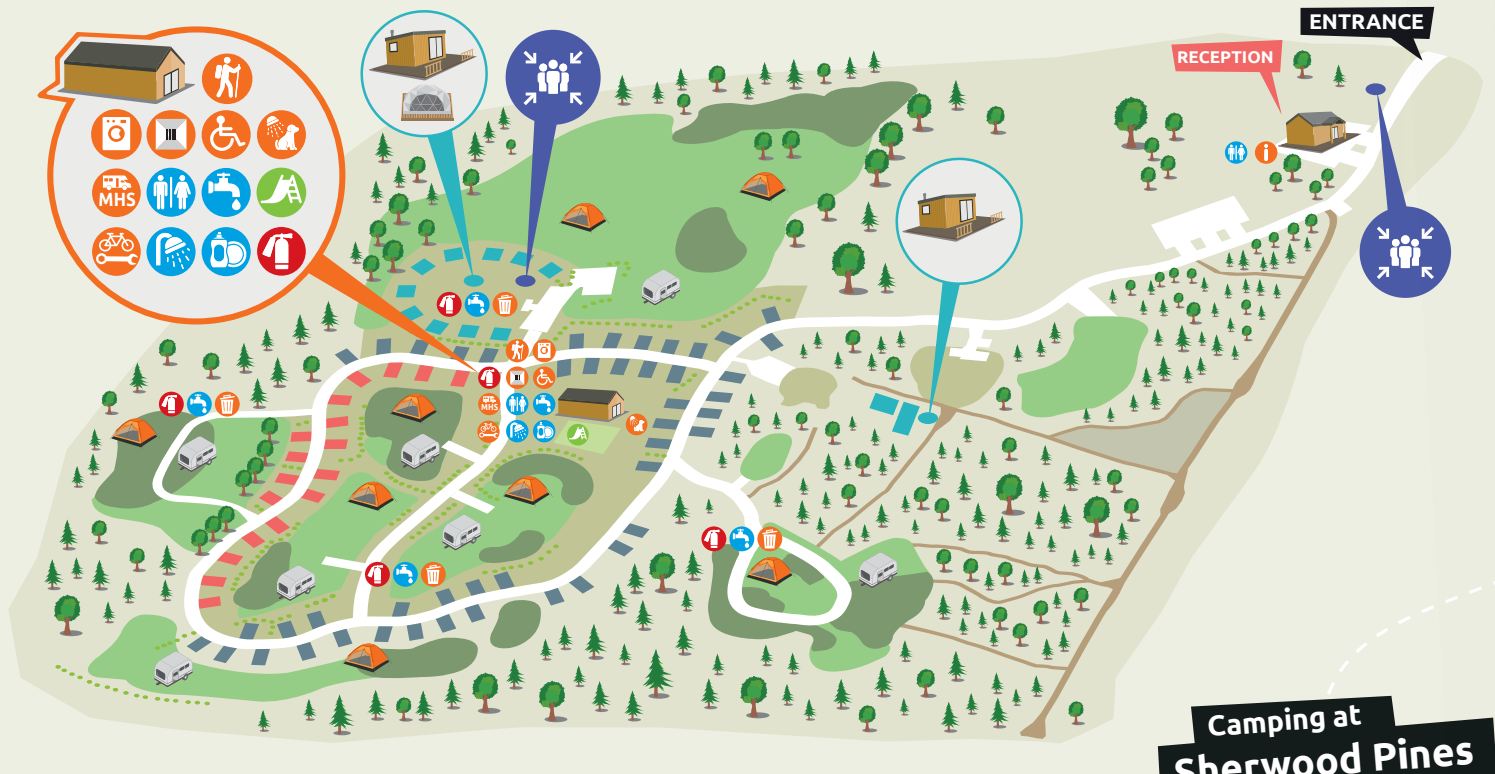 ENTRANCE
RECEPTION
MHS
MHS
Camping at
Sherwood Pines